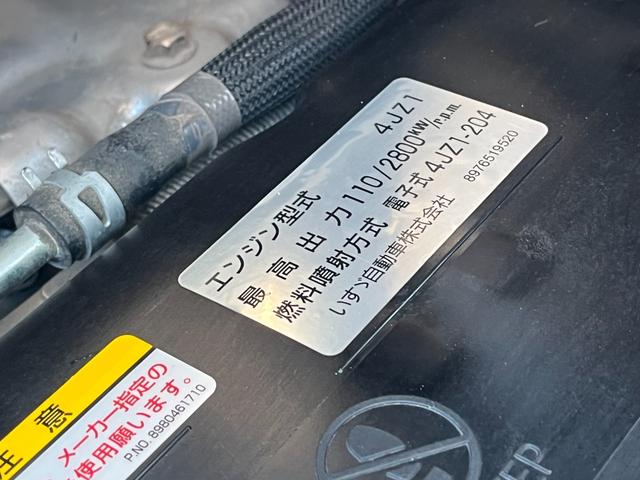 エンジン型式 4JZ1
最高出力 110/2800kW/r.p.m.
燃料噴射方式 電子式 4JZ1-204
いすゞ自動車株式会社 8976519520
注意
メーカー指定の
使用願います。
P.NO. 8980461710